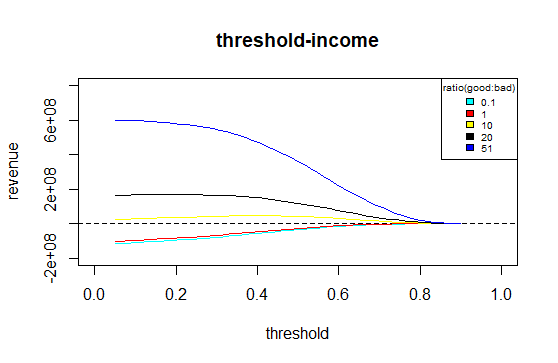 threshold-income
ratio(good:bad)
0.1
1
10
20
51
revenue
6e+08
2e+08
-2e+08
0.0 0.2 0.4 0.6 0.8 1.0
threshold